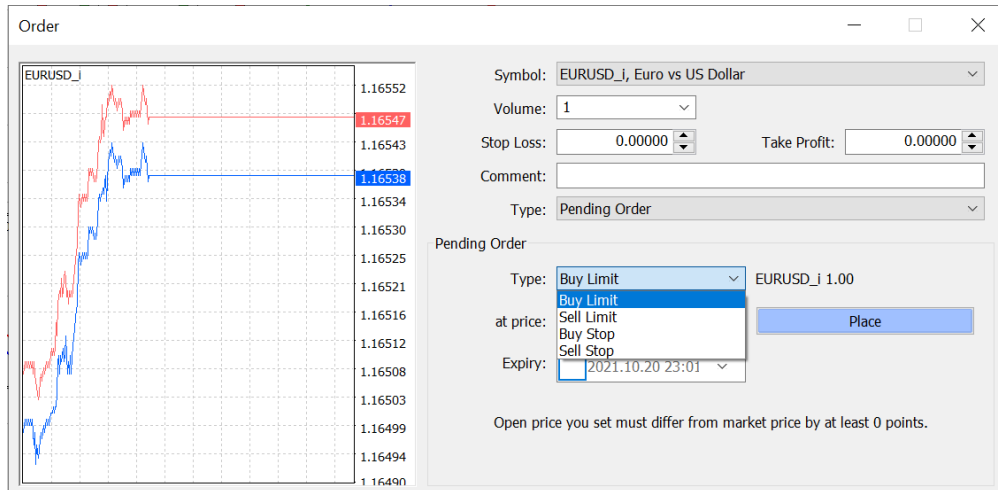 Order
EURUSD_i
1.16552
1.16547
1.16543
1.16538
1.16534
1.16530
1.16525
1.16521
1.16516
1.16512
1.16508
1.16503
1.16499
1.16494
1.16490
Symbol: EURUSD_i, Euro vs US Dollar
Volume: 1
Stop Loss: 0.00000 Take Profit: 0.00000
Comment:
Type: Pending Order
Pending Order
Type: Buy Limit EURUSD_i 1.00
Buy Limit
Sell Limit
Buy Stop
Sell Stop
at price: Place
Expiry: 2021.10.20 23:01
Open price you set must differ from market price by at least 0 points.